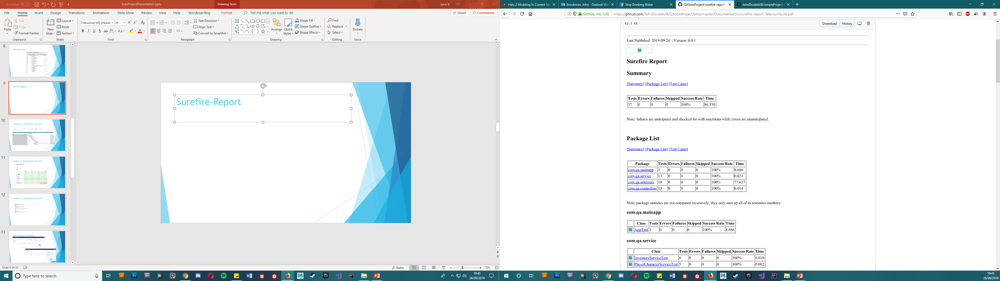 AutoSave Off
SoloProjectPresentation.pptx
Drawing Tools
John B
File Home Insert Design Transitions Animations Slide Show Review View Help Storyboarding Format Tell me what you want to do
Share Comments
Paste
Cut
Copy
Format Painter
Clipboard
New Slide
Layout
Reset
Section
Slides
Trebuchet MS (Headi 36
Font
Text Direction
Align Text
Convert to SmartArt
Paragraph
Arrange
Quick Styles
Shape Fill
Shape Outline
Shape Effects
Drawing
Find
Replace
Select
Editing
Dictate
Voice
8
Selenium Tests
9
Surefire-Report
10
Jenkins CI Integration and GCP
11
Jenkins CI Integration and GCP
12
Jenkins CI Integration and GCP
13
Code Quality Checking
Surefire-Report
Slide 9 of 21
Notes
75%
Type here to search
19:45
26/09/2019
Halo 2 Modding In Current Yea
Brockman, John - Outlook Web
Stop Drinking Water
QASoloProject/surefire-report-
JohnDoubleUB/simpleProject-
GitHub, Inc. (US)
https://github.com/JohnDoubleUB/QASoloProject/blob/master/Documentation/surefire-report-SeleniumSuite.pdf
62.3 KB
Download History
Last Published: 2019-09-24 | Version: 0.0.1
Surefire Report
Summary
[Summary] [Package List] [Test Cases]
Tests Errors Failures Skipped Success Rate Time
37 0 0 0 100% 86.358
Note: failures are anticipated and checked for with assertions while errors are unanticipated.
Package List
[Summary] [Package List] [Test Cases]
Package Tests Errors Failures Skipped Success Rate Time
com.qa.mainapp 1 0 0 0 100% 8.686
com.qa.service 13 0 0 0 100% 0.021
com.qa.selenium 10 0 0 0 100% 77.637
com.qa.controllers 13 0 0 0 100% 0.014
Note: package statistics are not computed recursively, they only sum up all of its testsuites numbers.
com.qa.mainapp
Class Tests Errors Failures Skipped Success Rate Time
AppTest 1 0 0 0 100% 8.686
com.qa.service
Class Tests Errors Failures Skipped Success Rate Time
InventoryServiceTest 8 0 0 0 100% 0.019
PlayerCharacterServiceTest 5 0 0 0 100% 0.002
19:45
26/09/2019